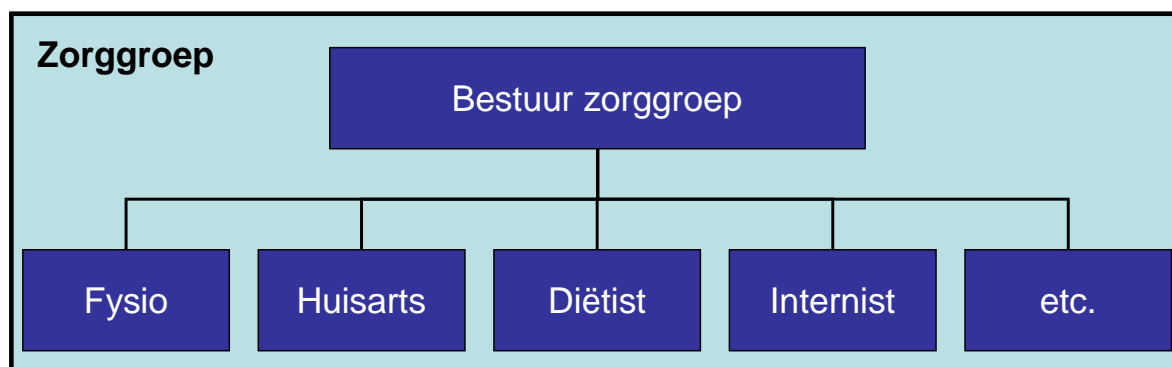 Zorggroep
Bestuur zorggroep
Fysio
Huisarts
Diëtist
Internist
etc.